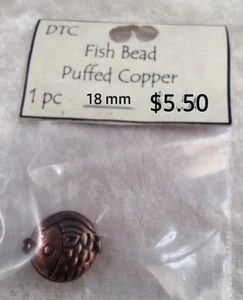 DTC
Fish Bead
Puffed Copper
1 pc 18 mm $5.50